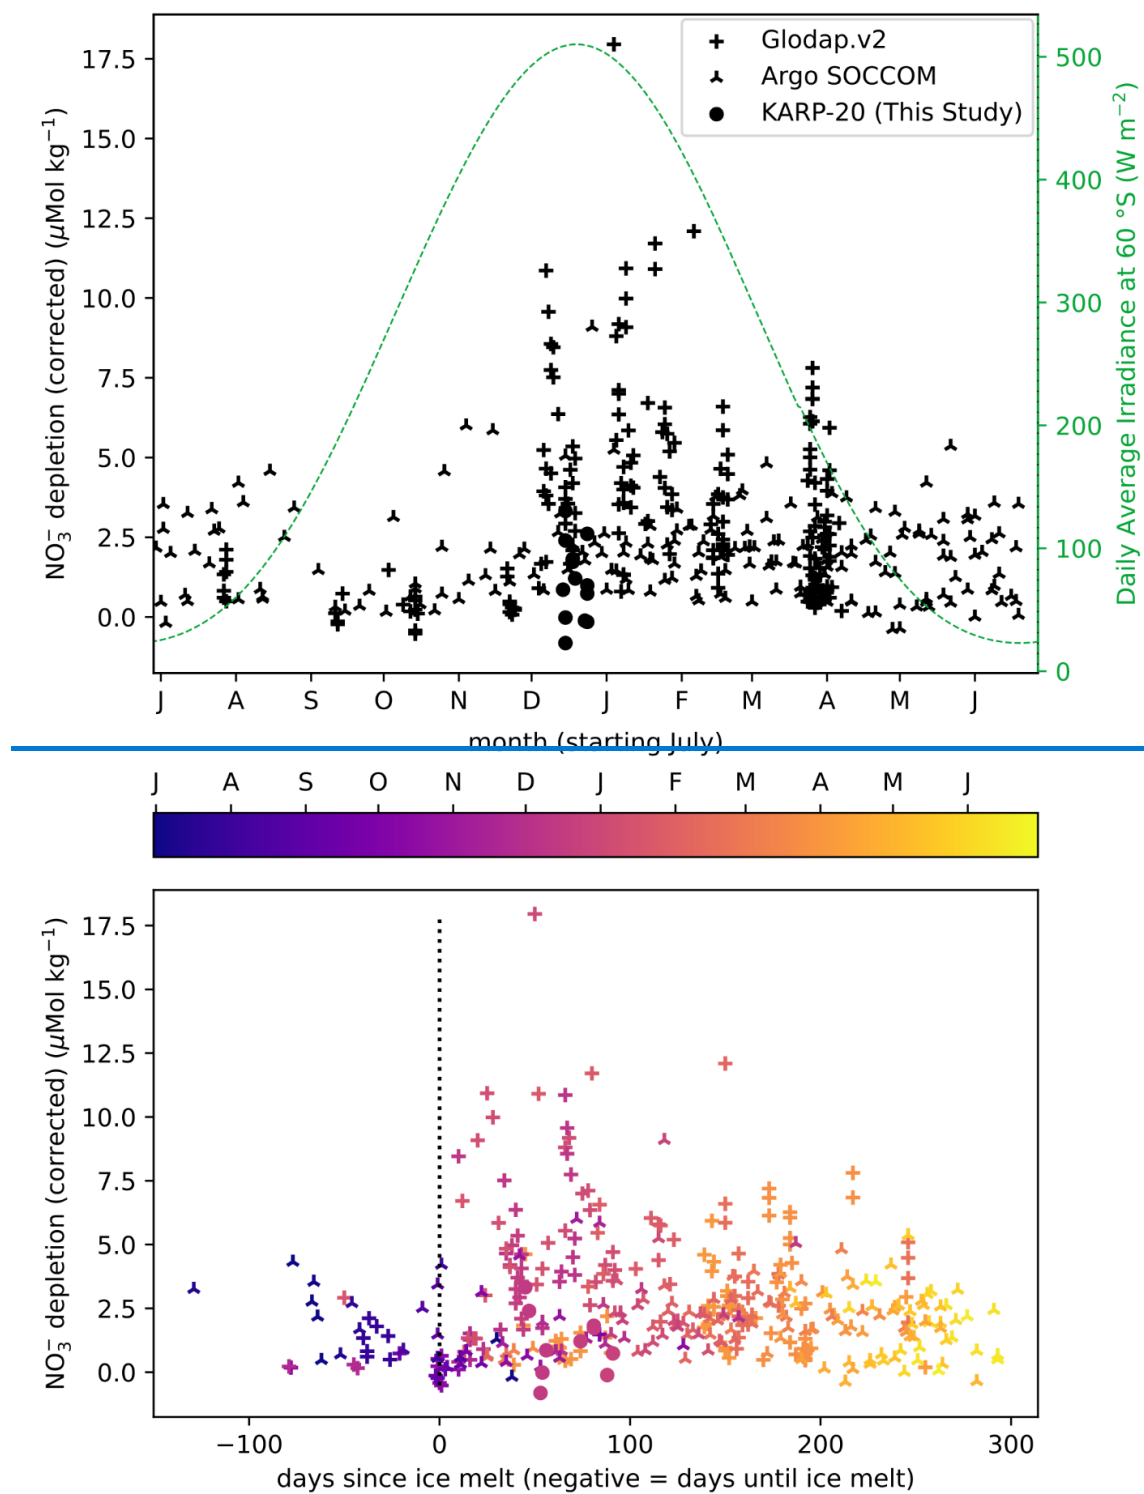 Glodap.v2
Argo SOCCOM
KARP-20 (This Study)
17.5
15.0
12.5
10.0
7.5
5.0
2.5
0.0
NO₃⁻ depletion (corrected) (μMol kg⁻¹)
500
400
300
200
100
0
Daily Average Irradiance at 60 °S (W m⁻²)
J A S O N D J F M A M J
month (starting July)
J A S O N D J F M A M J
17.5
15.0
12.5
10.0
7.5
5.0
2.5
0.0
NO₃⁻ depletion (corrected) (μMol kg⁻¹)
−100 0 100 200 300
days since ice melt (negative = days until ice melt)